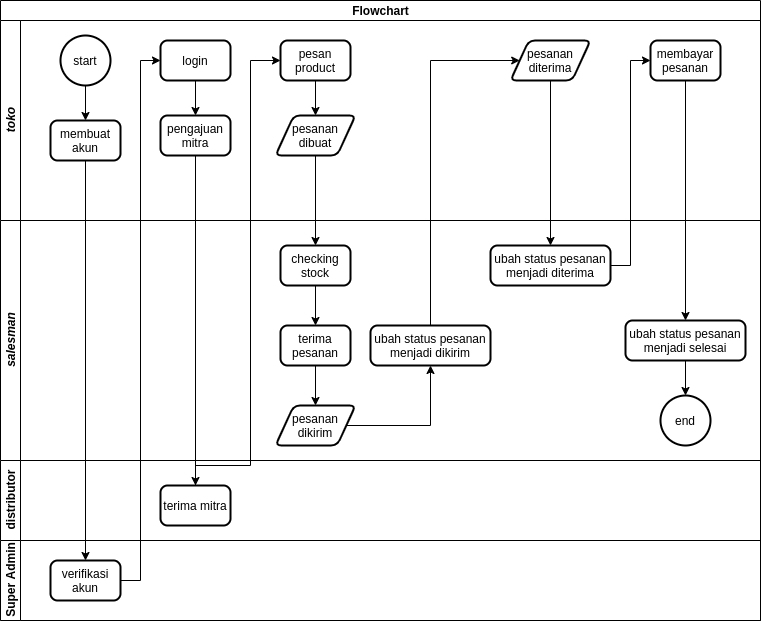 Flowchart
toko
start
login
pesan
product
pesanan
diterima
membayar
pesanan
membuat
akun
pengajuan
mitra
pesanan
dibuat
salesman
checking
stock
ubah status pesanan
menjadi diterima
terima
pesanan
ubah status pesanan
menjadi dikirim
ubah status pesanan
menjadi selesai
pesanan
dikirim
end
distributor
terima mitra
Super Admin
verifikasi
akun